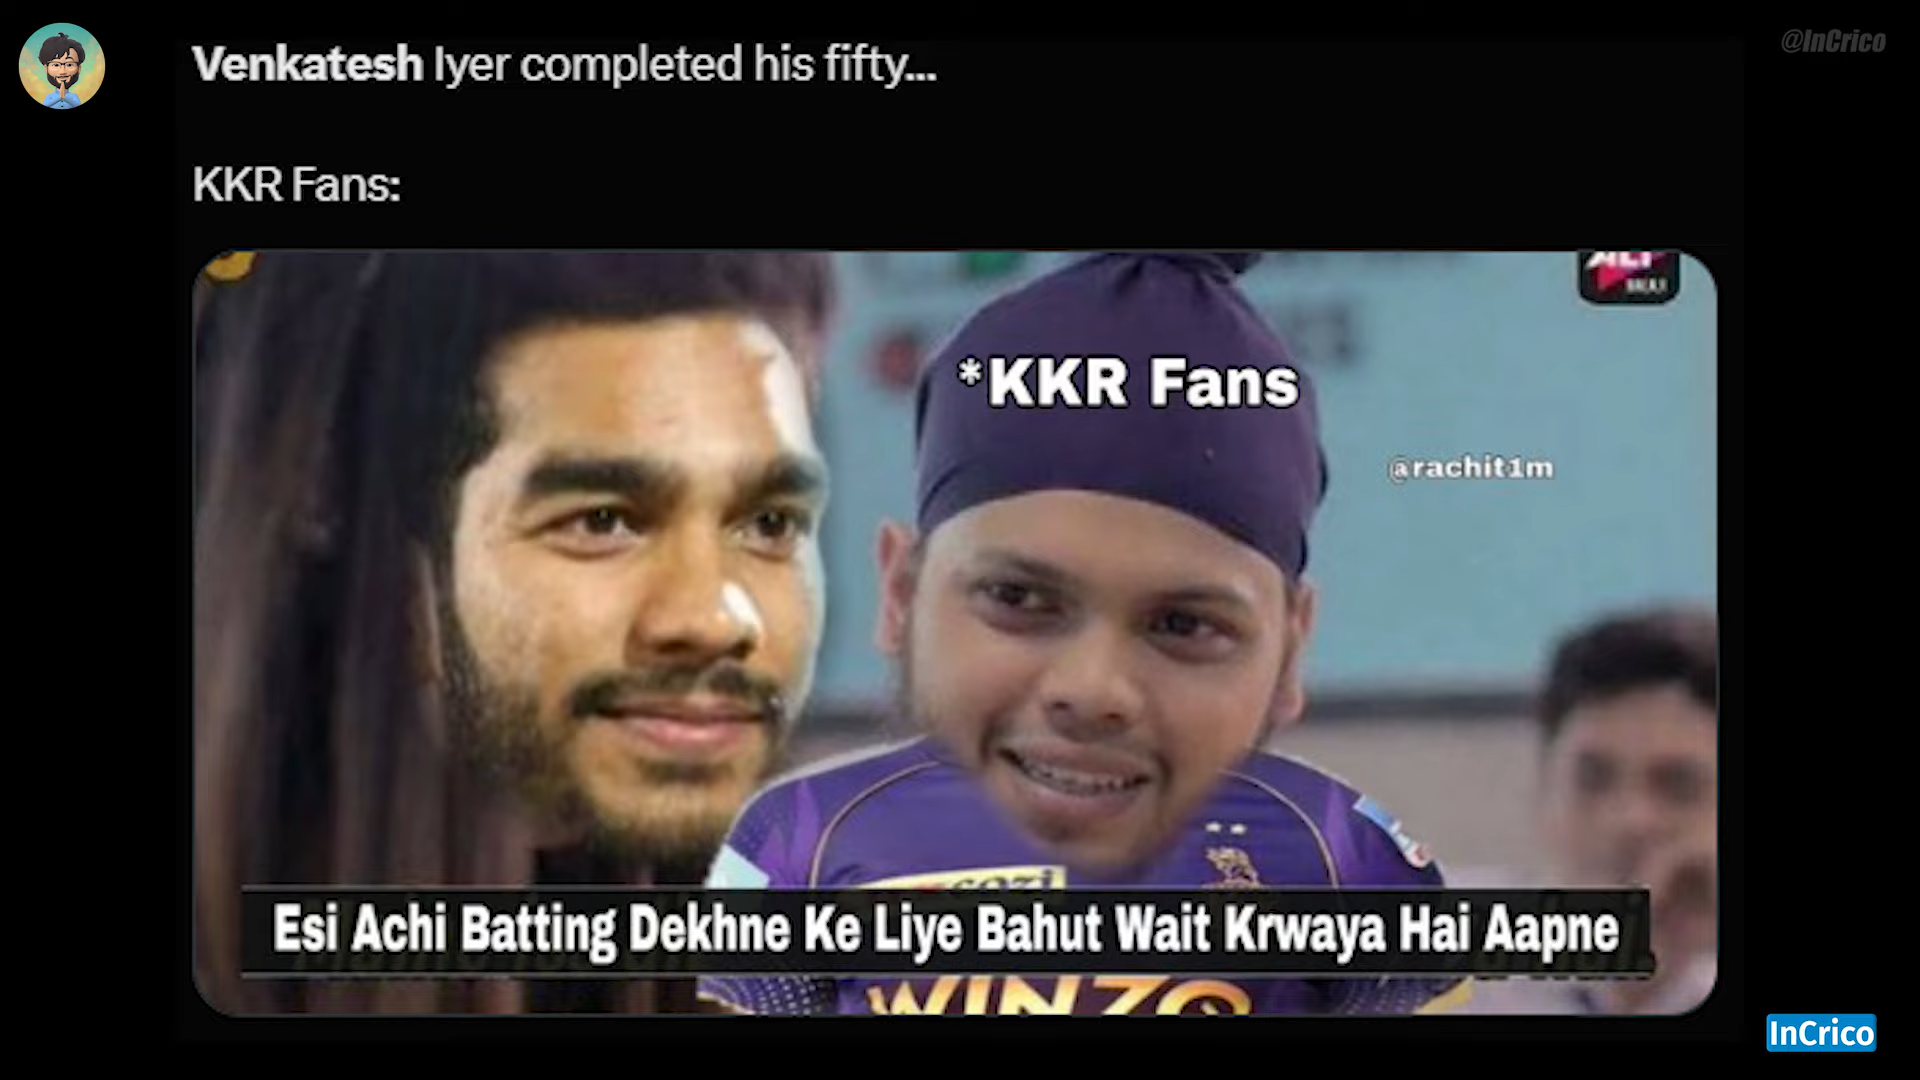 @InCrico
Venkatesh Iyer completed his fifty...
KKR Fans:
*KKR Fans
@rachit1m
Esi Achi Batting Dekhne Ke Liye Bahut Wait Krwaya Hai Aapne
WINZO
InCrico